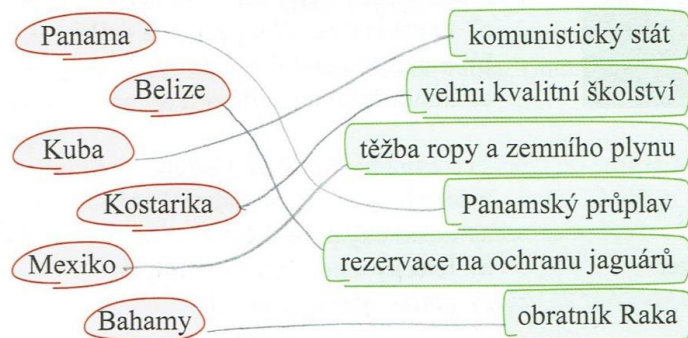 Panama
komunistický stát
Belize
velmi kvalitní školství
Kuba
těžba ropy a zemního plynu
Kostarika
Panamský průplav
Mexiko
rezervace na ochranu jaguárů
Bahamy
obratník Raka